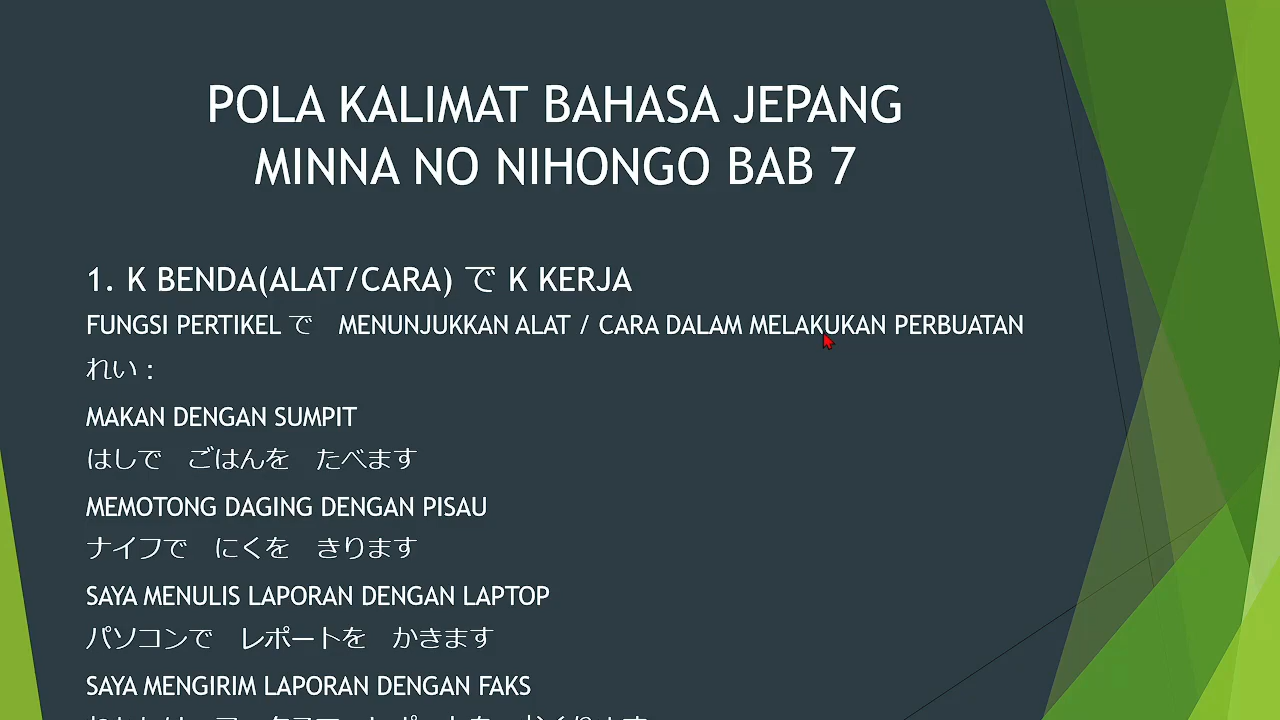 POLA KALIMAT BAHASA JEPANG
MINNA NO NIHONGO BAB 7
1. K BENDA(ALAT/CARA) で K KERJA
FUNGSI PERTIKEL で　MENUNJUKKAN ALAT / CARA DALAM MELAKUKAN PERBUATAN
れい：
MAKAN DENGAN SUMPIT
はしで　ごはんを　たべます
MEMOTONG DAGING DENGAN PISAU
ナイフで　にくを　きります
SAYA MENULIS LAPORAN DENGAN LAPTOP
パソコンで　レポートを　かきます
SAYA MENGIRIM LAPORAN DENGAN FAKS